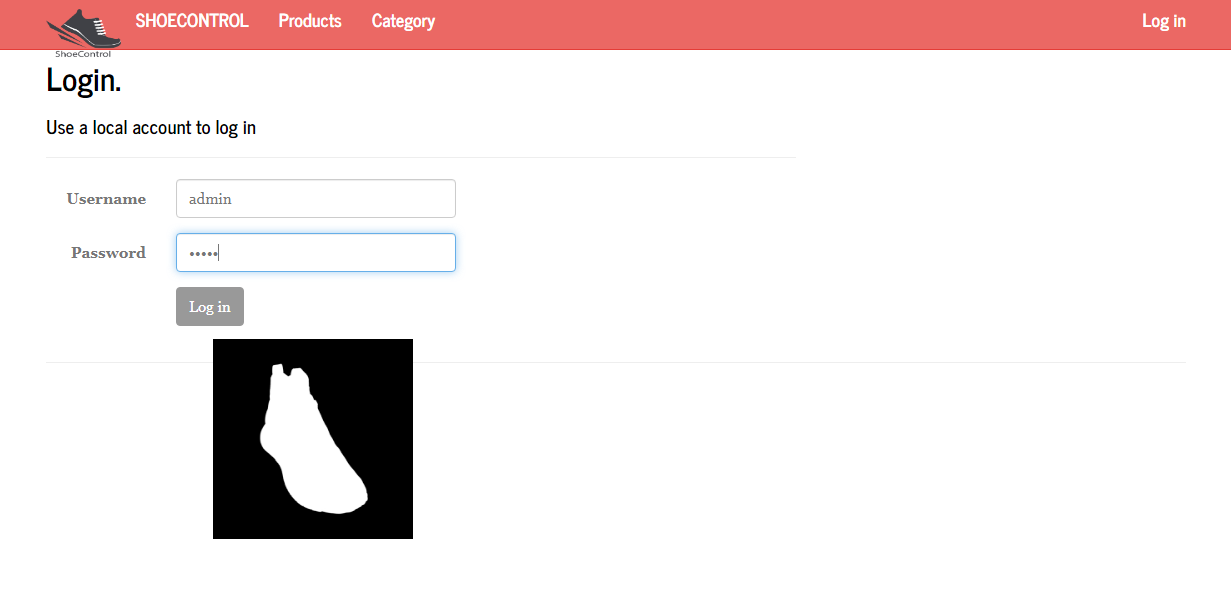 SHOECONTROL Products Category Log in
ShoeControl
Login.
Use a local account to log in
Username admin
Password •••••
Log in